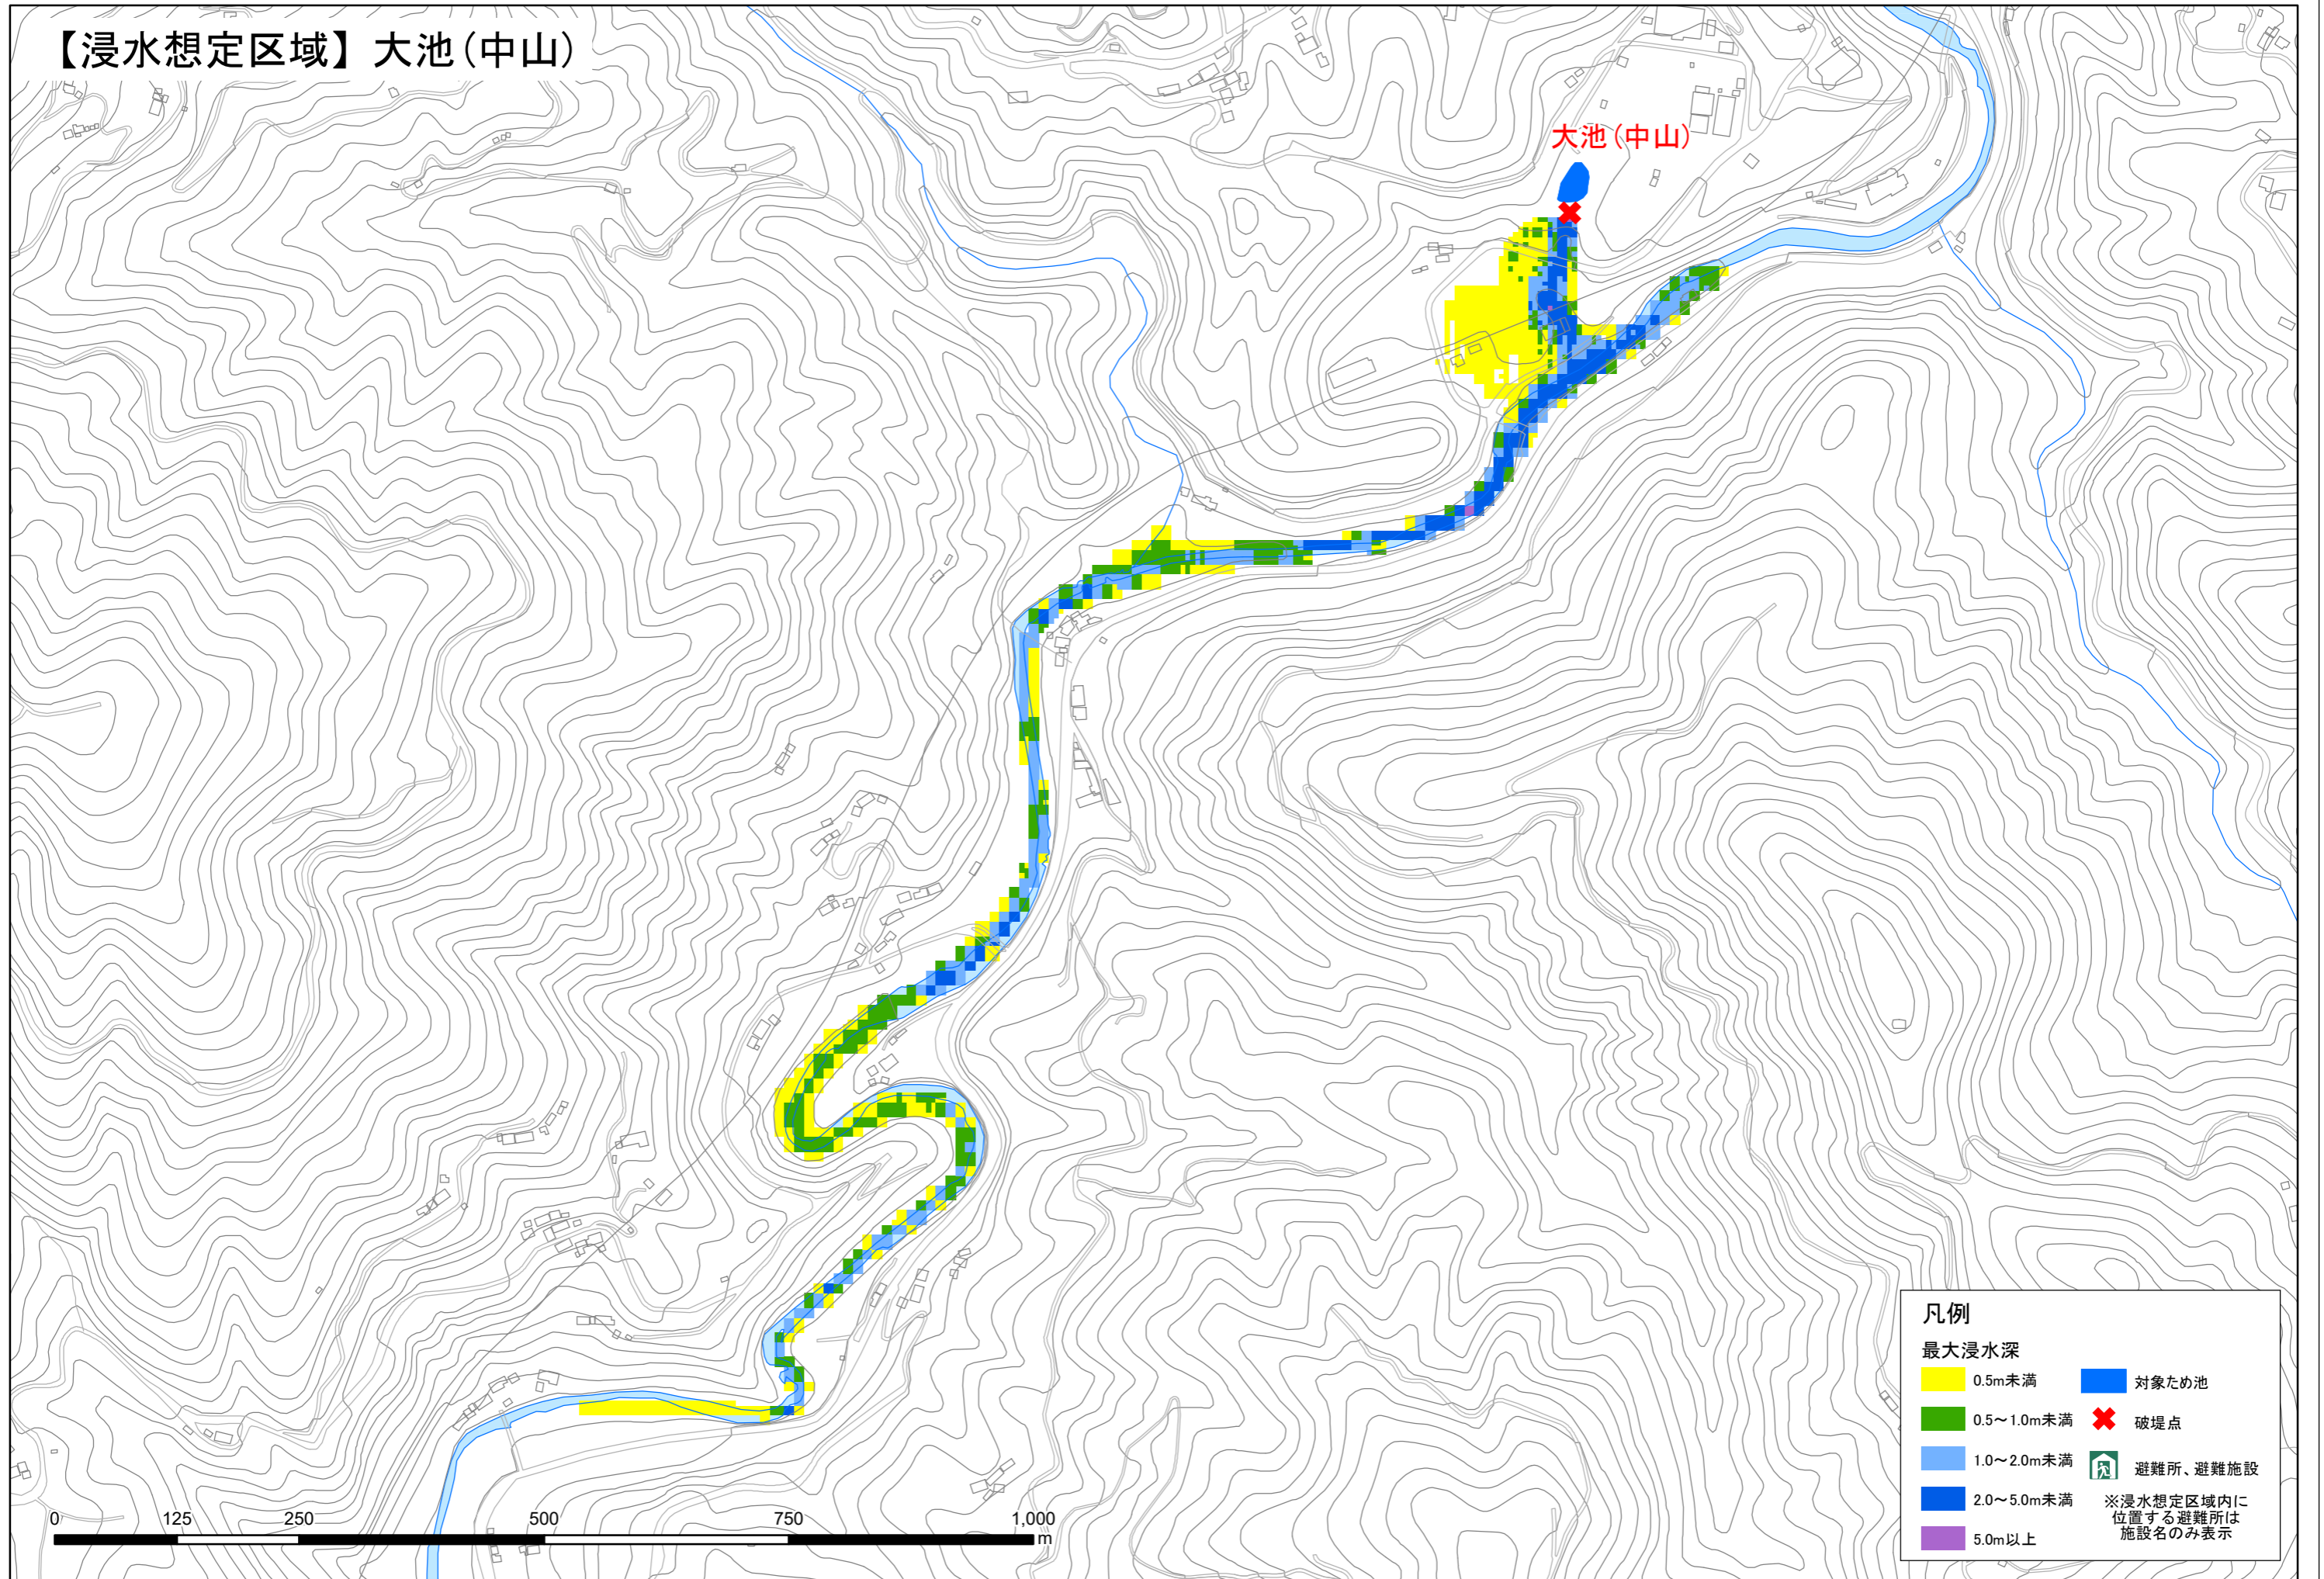 【浸水想定区域】大池(中山)
大池(中山)
凡例
最大浸水深
0.5m未満
対象ため池
0.5～1.0m未満
破堤点
1.0～2.0m未満
避難所、避難施設
2.0～5.0m未満
※浸水想定区域内に
位置する避難所は
施設名のみ表示
5.0m以上
0 125 250 500 750 1,000
m